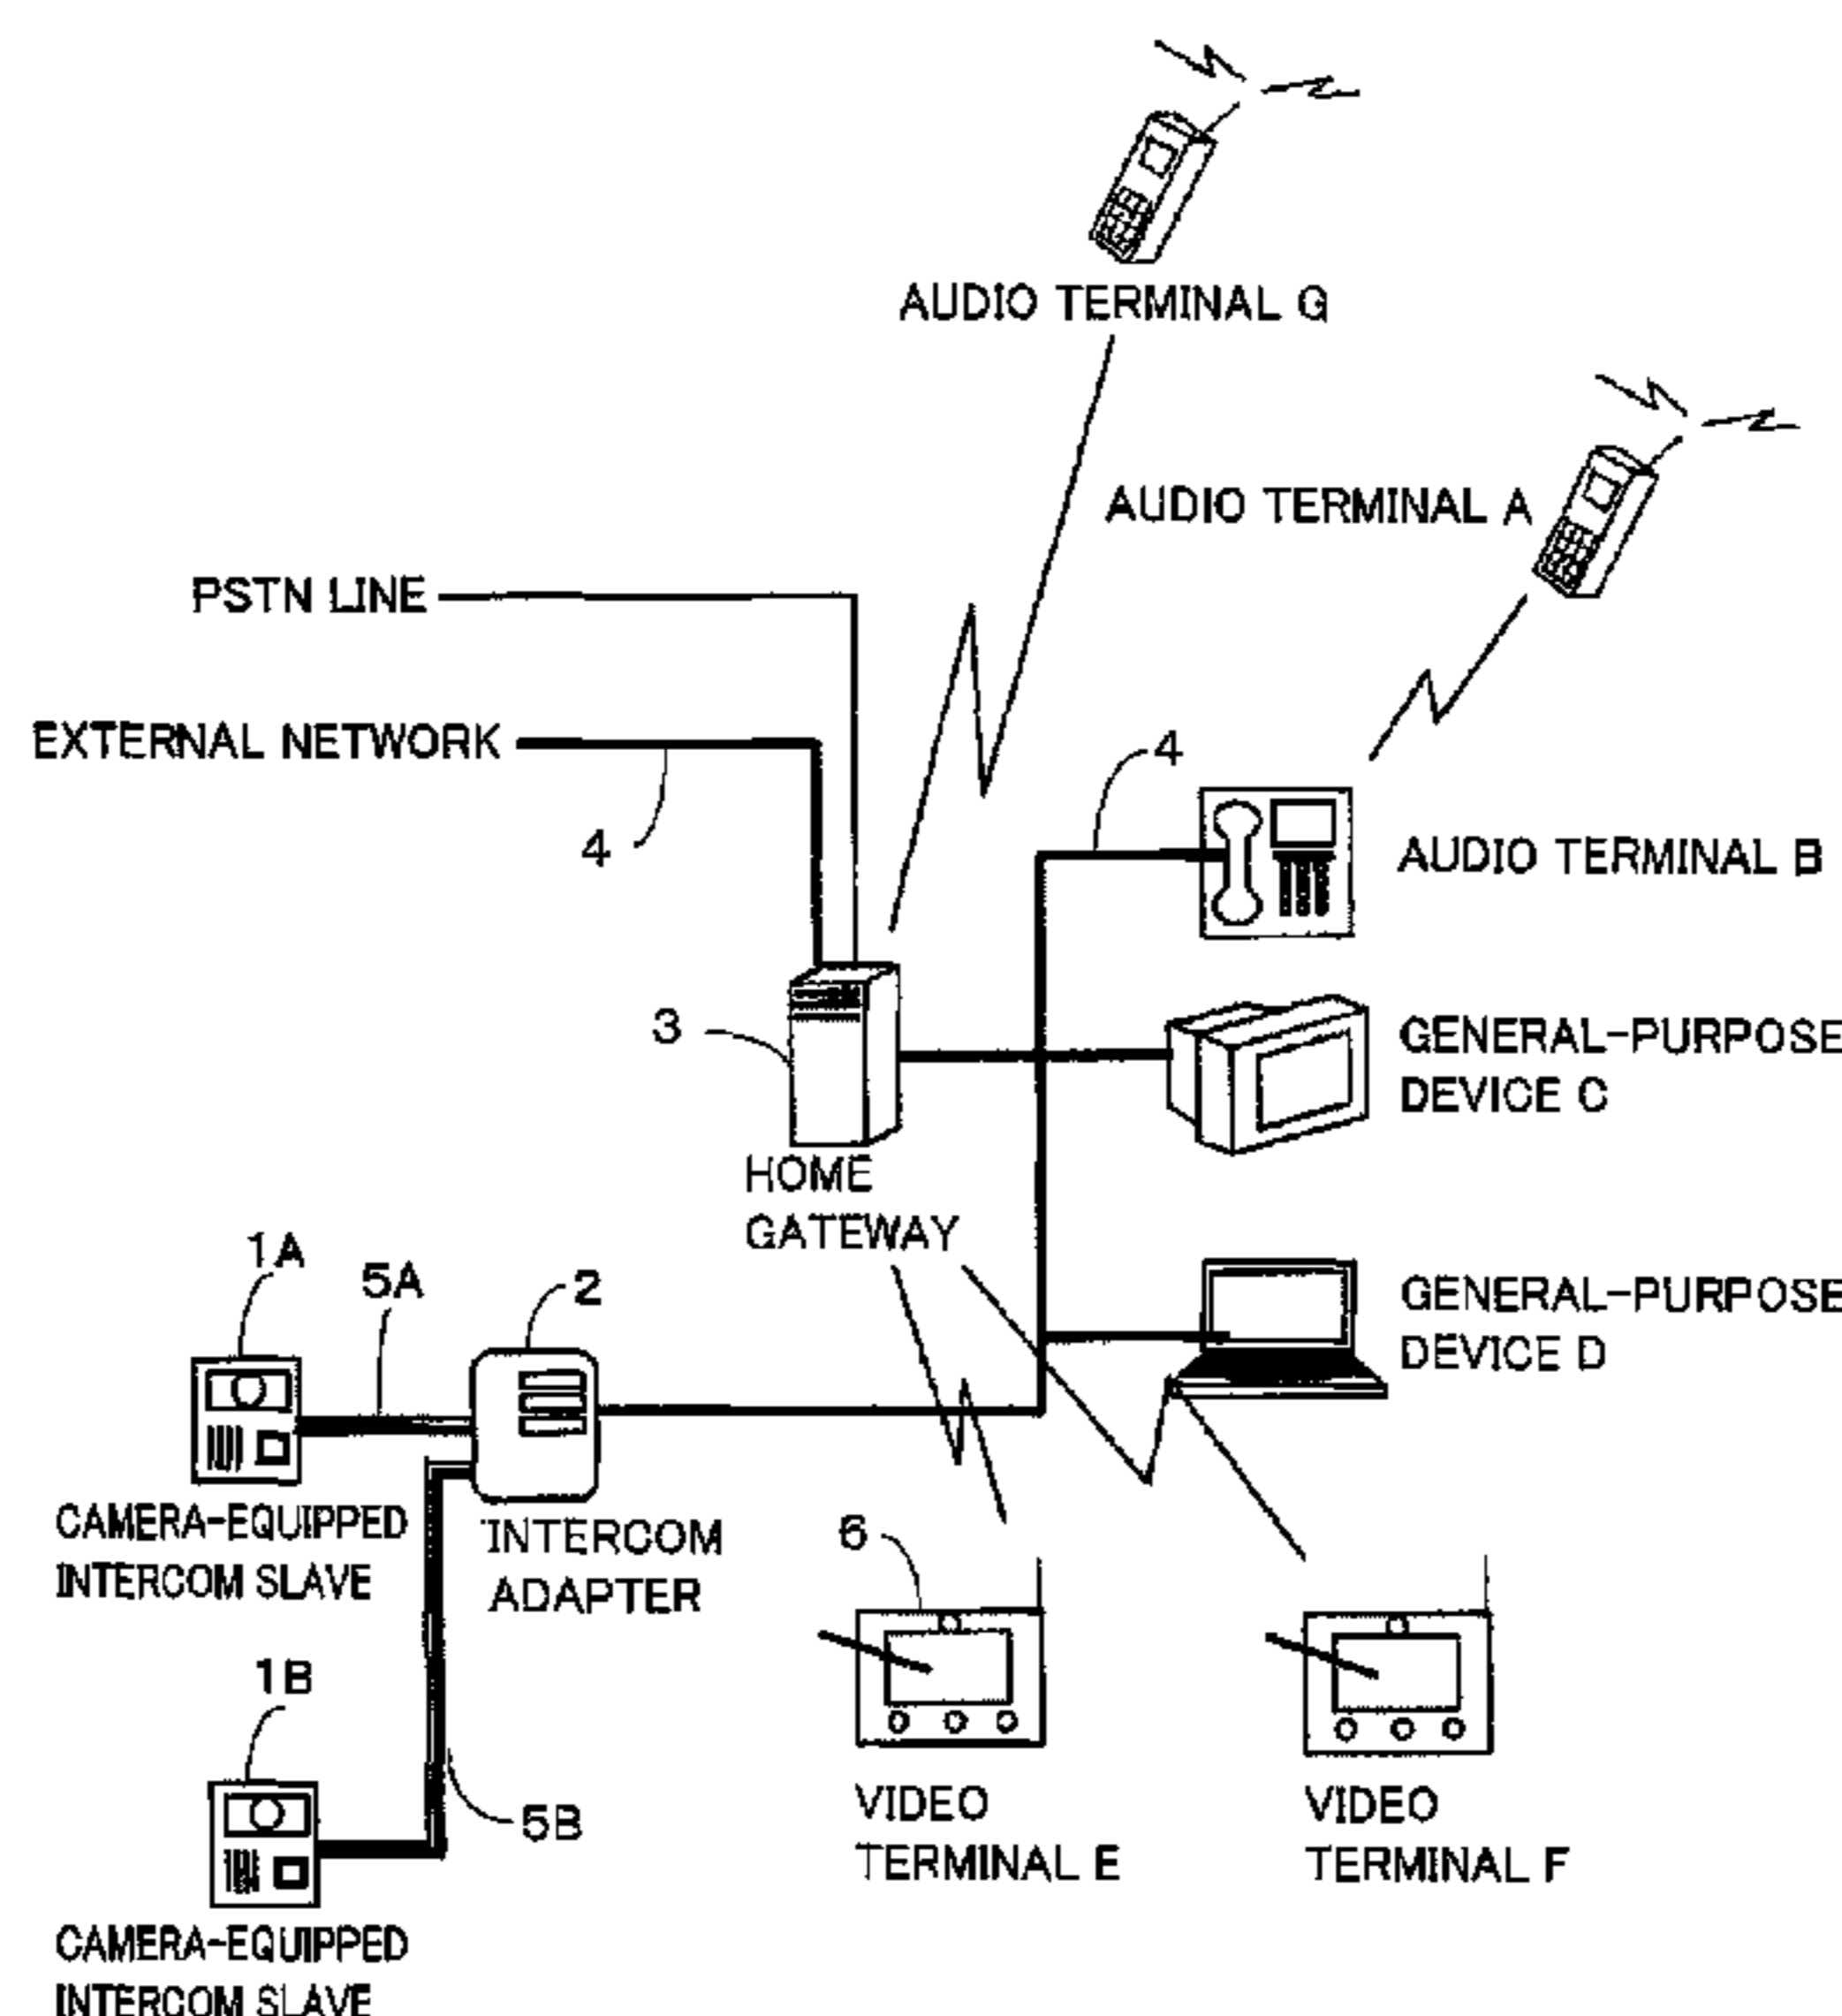 AUDIO TERMINAL G
AUDIO TERMINAL A
PSTN LINE
EXTERNAL NETWORK
4
4
AUDIO TERMINAL B
3
GENERAL-PURPOSE
DEVICE C
HOME
GATEWAY
1A
5A
2
GENERAL-PURPOSE
DEVICE D
CAMERA-EQUIPPED
INTERCOM SLAVE
INTERCOM
ADAPTER
6
1B
5B
VIDEO
TERMINAL E
VIDEO
TERMINAL F
CAMERA-EQUIPPED
INTERCOM SLAVE